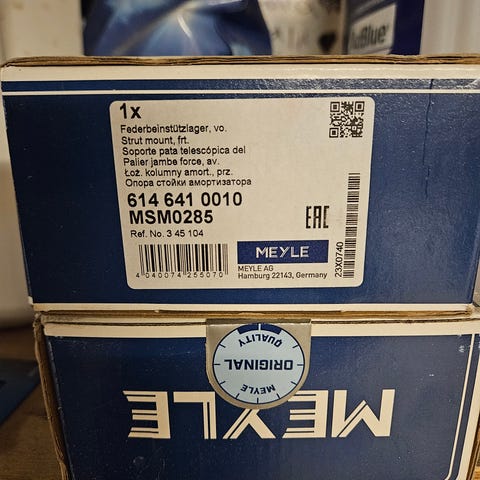 AdBlue
1x
Federbeinstützlager, vo.
Strut mount, frt.
Soporte pata telescópica del
Palier jambe force, av.
Łoż. kolumny amort., prz.
Опора стойки амортизатора
614 641 0010
MSM0285
Ref. No. 3 45 104
EAC
23X0740
4 040074 255070
MEYLE
MEYLE AG
Hamburg 22143, Germany
QUALITY
ORIGINAL
MEYLE
MEYLE